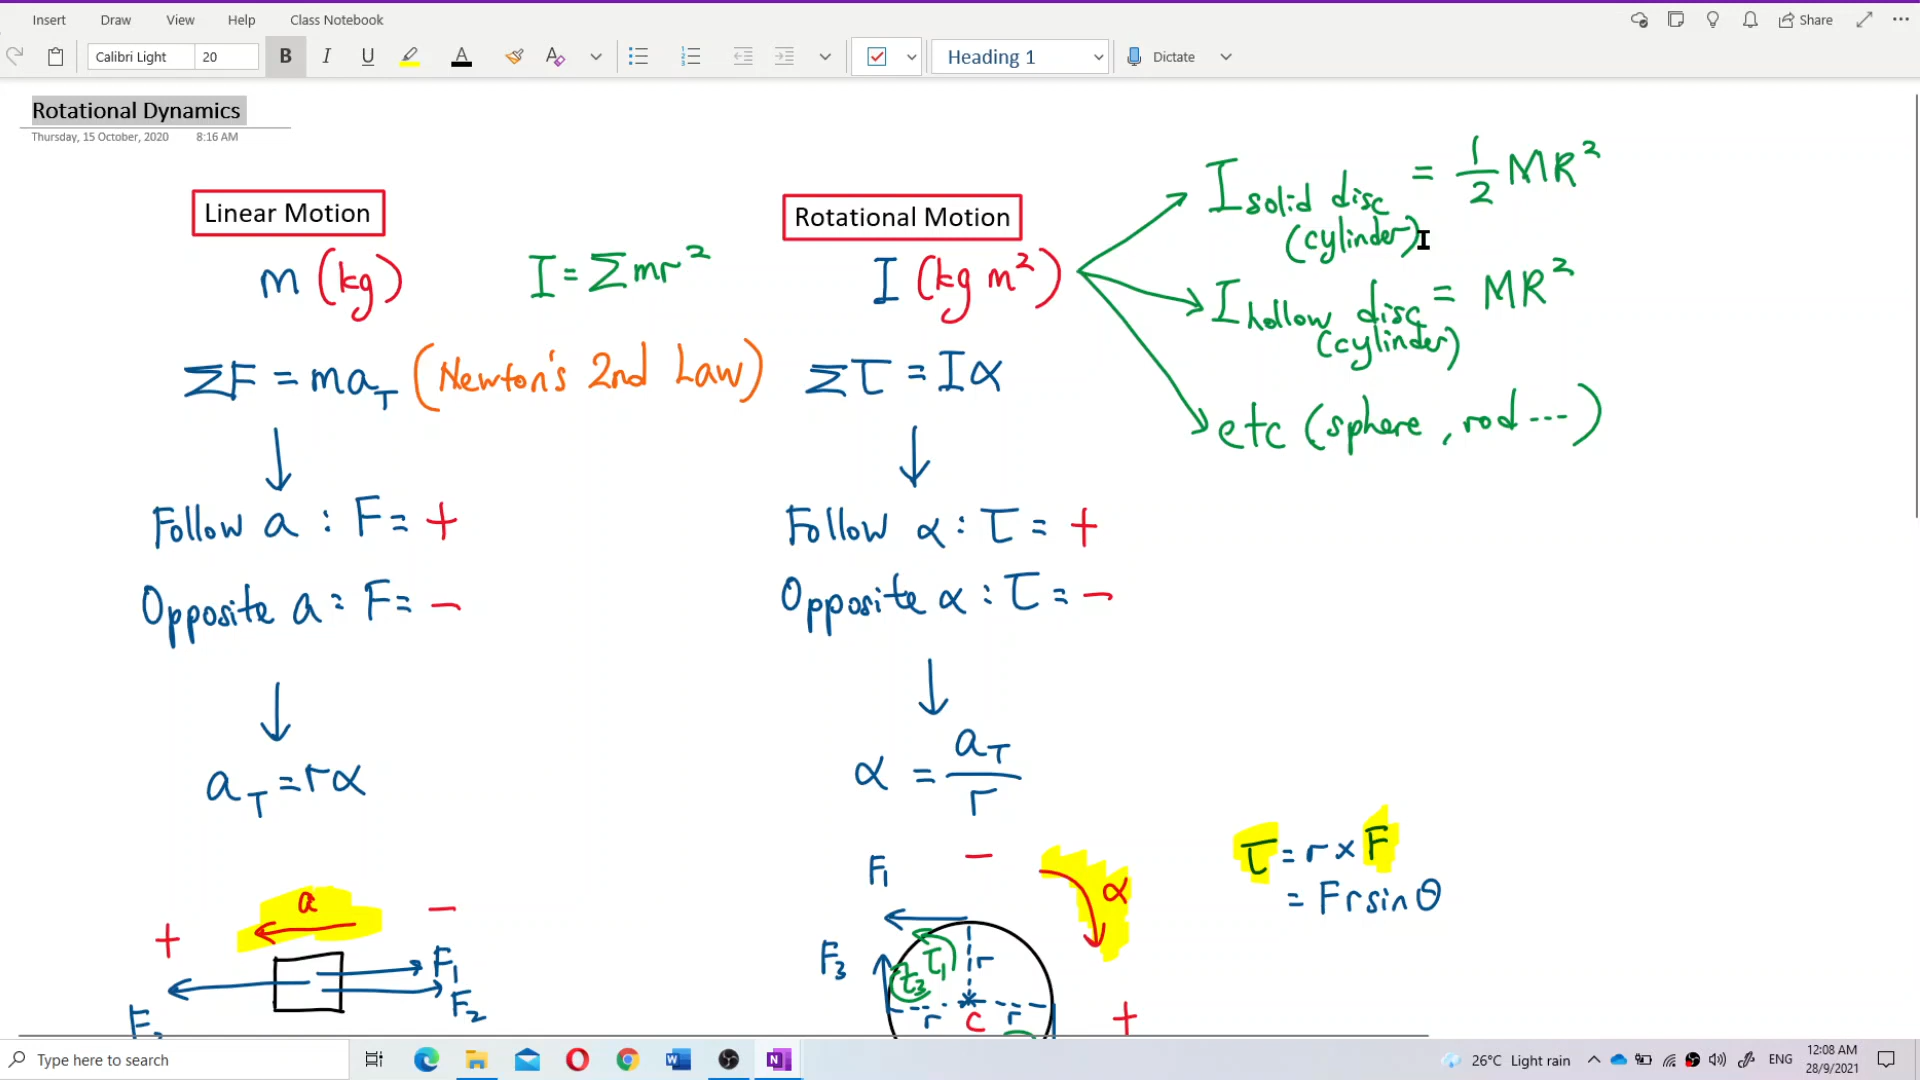 Insert Draw View Help Class Notebook Share
Calibri Light 20 B I U A Heading 1 Dictate
Rotational Dynamics
Thursday, 15 October, 2020 8:16 AM
Linear Motion
m (kg)
I = Σmr²
ΣF = ma_T (Newton's 2nd Law)
Follow a : F = +
Opposite a : F = −
a_T = rα
+ a −
F₁
F₂
Rotational Motion
I (kg m²)
Στ = Iα
Follow α : τ = +
Opposite α : τ = −
α = a_T / r
F₁ −
α
F₃ τ₁ r
τ₃
r C r +
I solid disc (cylinder) = 1/2 MR²
I hollow disc (cylinder) = MR²
etc (sphere, rod ---)
τ = r × F
= F r sin θ
Type here to search
26°C Light rain ENG 12:08 AM
28/9/2021